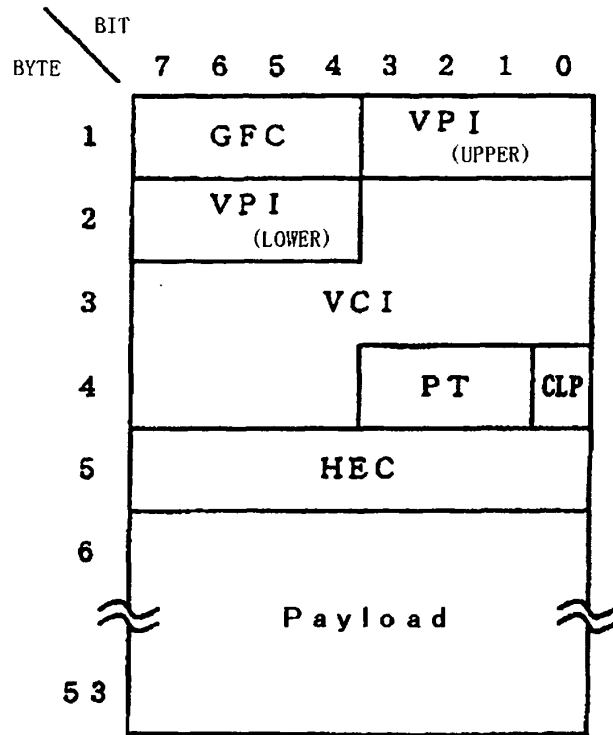 BIT
BYTE 7 6 5 4 3 2 1 0
1 GFC VPI
(UPPER)
2 VPI
(LOWER)
3 VCI
4 PT CLP
5 HEC
6
Payload
53